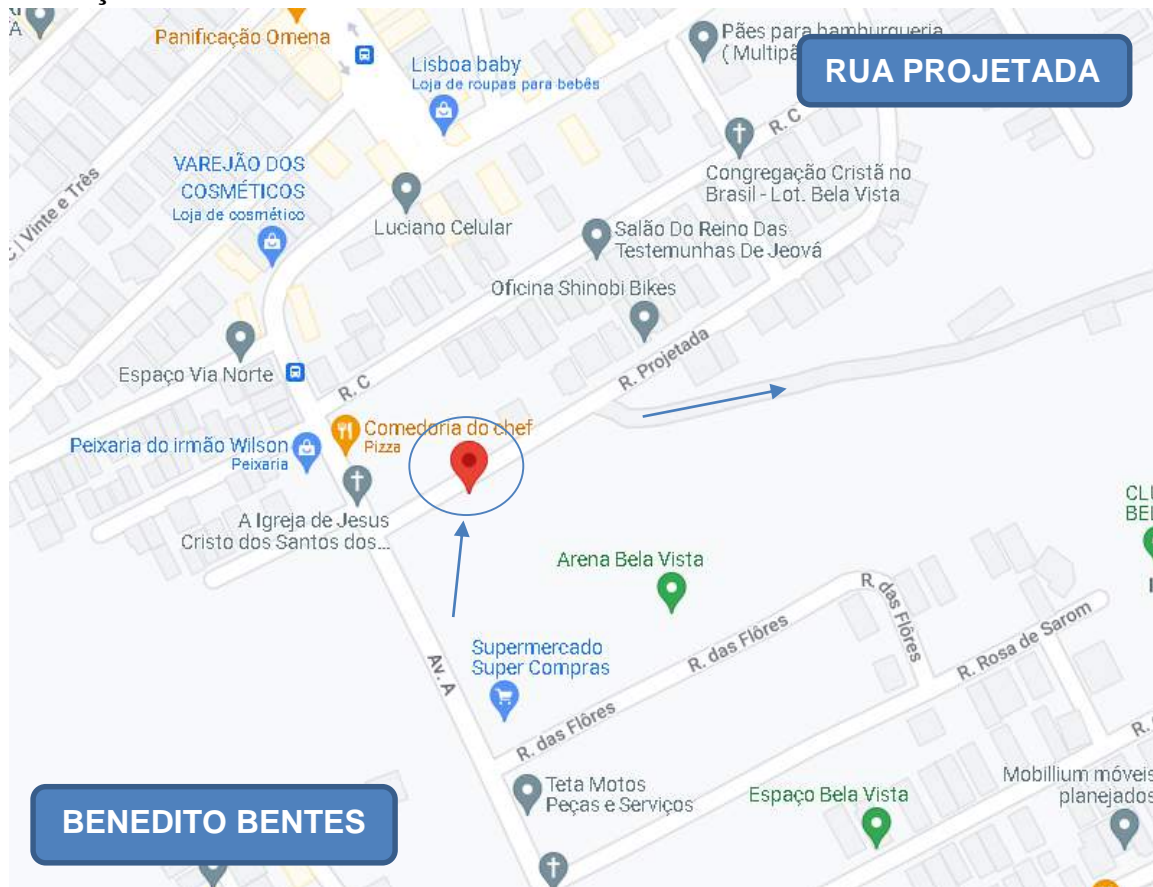 Panificação Omena
Lisboa baby
Loja de roupas para bebês
Pães para hamburgueria
( Multipã
RUA PROJETADA
R. C
VAREJÃO DOS
COSMÉTICOS
Loja de cosmético
Vinte e Três
Congregação Cristã no
Brasil - Lot. Bela Vista
Luciano Celular
Salão Do Reino Das
Testemunhas De Jeová
Oficina Shinobi Bikes
R. Projetada
Espaço Via Norte
R. C
Comedoria do chef
Pizza
Peixaria do irmão Wilson
Peixaria
A Igreja de Jesus
Cristo dos Santos dos...
CLU
BEL
Arena Bela Vista
R. das Flôres
R. das Flôres
R. Rosa de Sarom
Av. A
Supermercado
Super Compras
R. das Flôres
R.
Teta Motos
Peças e Serviços
Espaço Bela Vista
Mobillium móveis
planejados
BENEDITO BENTES